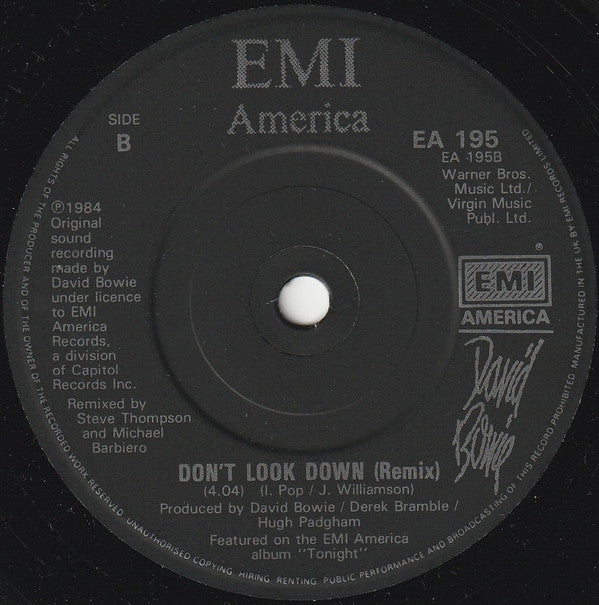 EMI
America
SIDE
B
EA 195
EA 195B
Warner Bros.
Music Ltd./
Virgin Music
Publ. Ltd.
℗1984
Original
sound
recording
made by
David Bowie
under licence
to EMI
America
Records,
a division
of Capitol
Records Inc.
Remixed by
Steve Thompson
and Michael
Barbiero
®
EMI
AMERICA
David
Bowie
DON'T LOOK DOWN (Remix)
(4.04) (I. Pop / J. Williamson)
Produced by David Bowie / Derek Bramble /
Hugh Padgham
Featured on the EMI America
album "Tonight"
ALL RIGHTS OF THE PRODUCER AND OF THE OWNER OF THE RECORDED WORK RESERVED. UNAUTHORISED COPYING, HIRING, RENTING, PUBLIC PERFORMANCE AND BROADCASTING OF THIS RECORD PROHIBITED. MANUFACTURED IN THE UK BY EMI RECORDS LIMITED